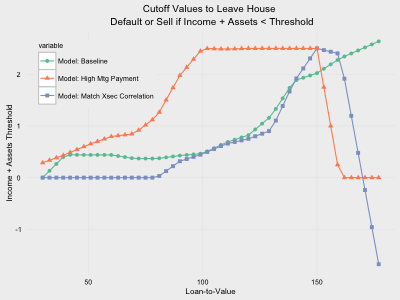 Cutoff Values to Leave House
Default or Sell if Income + Assets < Threshold
variable
Model: Baseline
Model: High Mtg Payment
Model: Match Xsec Correlation
Income + Assets Threshold
2
1
0
-1
50
100
150
Loan-to-Value